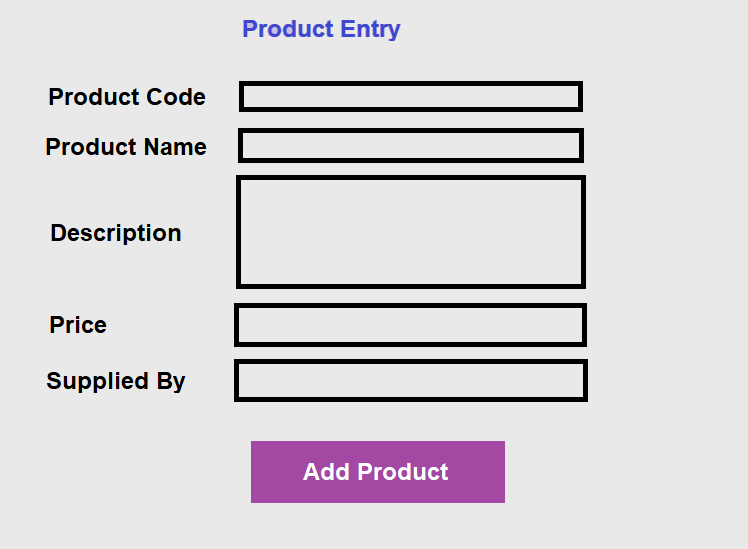 Product Entry
Product Code
Product Name
Description
Price
Supplied By
Add Product